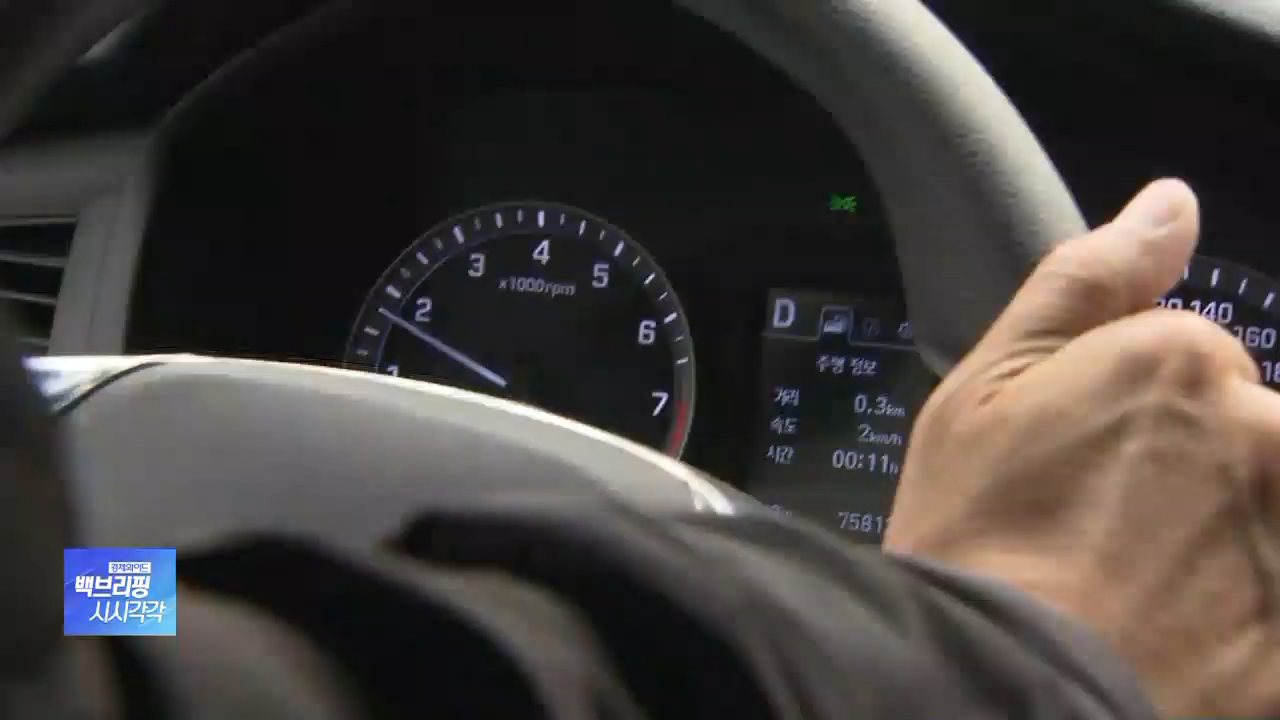 3 4 5
x1000rpm
2
6
7
D
주행 정보
거리 0.3km
속도 2km/h
시간 00:11h
140
160
경제와이드
백브리핑
시시각각